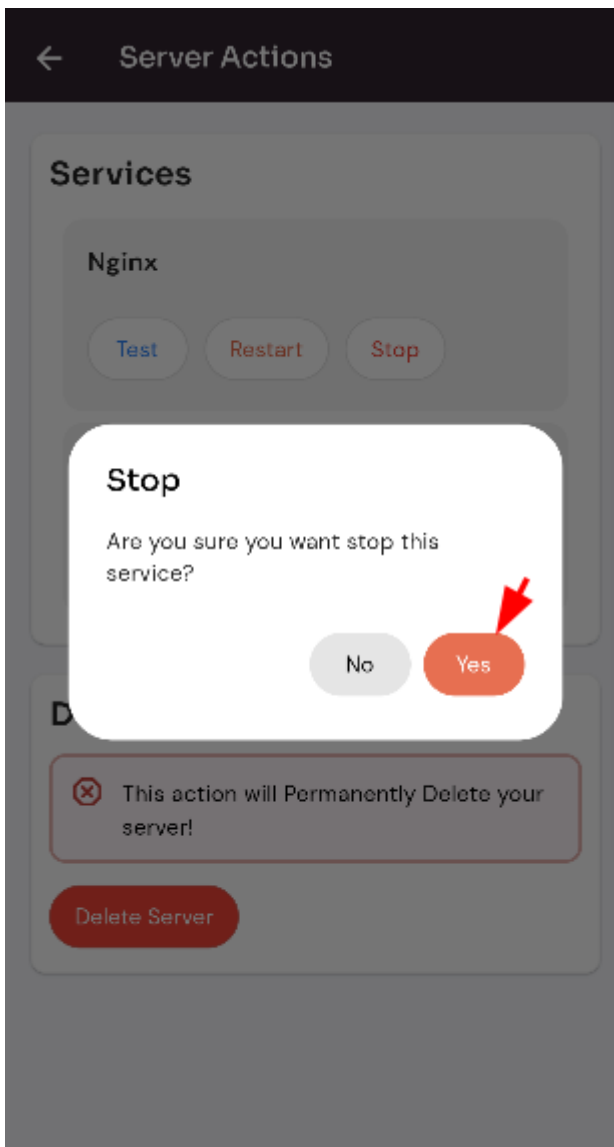 Server Actions
Services
Nginx
Test Restart Stop
Stop
Are you sure you want stop this
service?
No Yes
D
This action will Permanently Delete your
server!
Delete Server